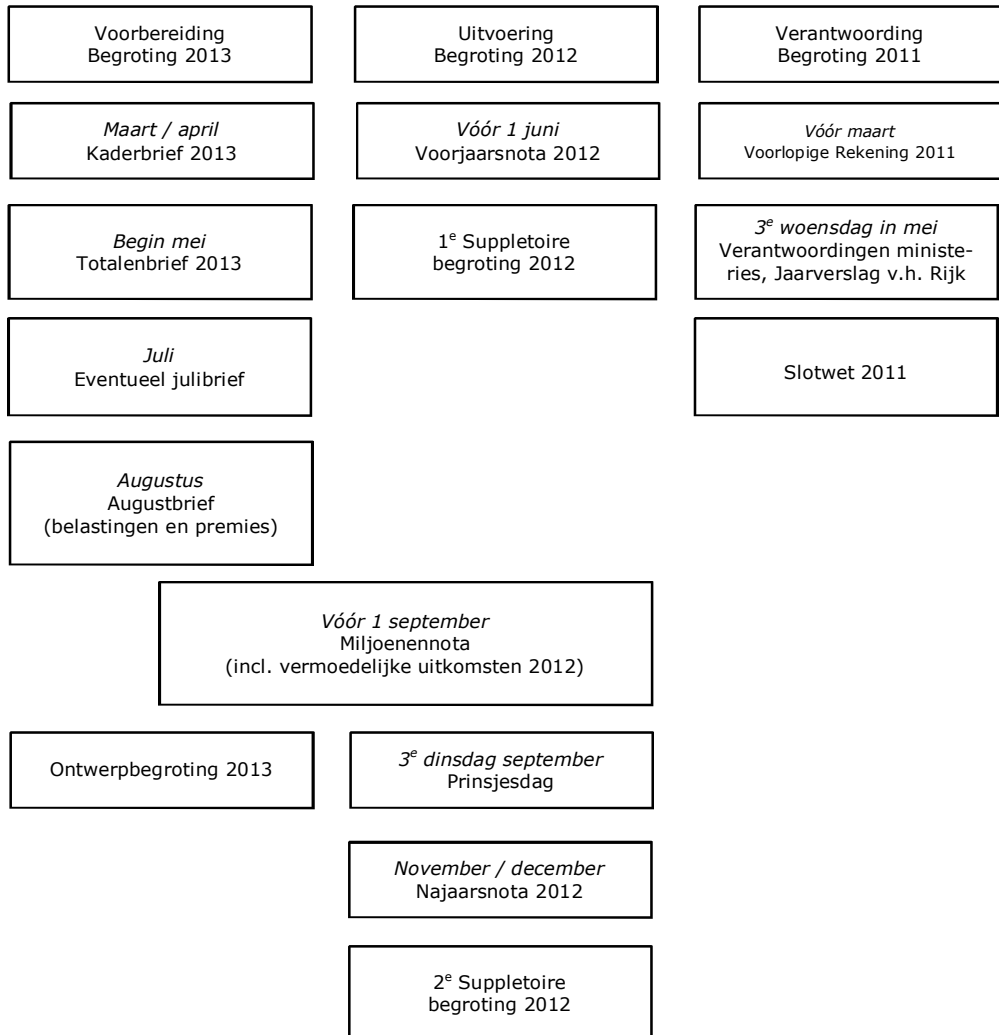 Voorbereiding
Begroting 2013
Uitvoering
Begroting 2012
Verantwoording
Begroting 2011
Maart / april
Kaderbrief 2013
Vóór 1 juni
Voorjaarsnota 2012
Vóór maart
Voorlopige Rekening 2011
Begin mei
Totalenbrief 2013
1e Suppletoire
begroting 2012
3e woensdag in mei
Verantwoordingen ministe-
ries, Jaarverslag v.h. Rijk
Juli
Eventueel julibrief
Slotwet 2011
Augustus
Augustbrief
(belastingen en premies)
Vóór 1 september
Miljoenennota
(incl. vermoedelijke uitkomsten 2012)
Ontwerpbegroting 2013
3e dinsdag september
Prinsjesdag
November / december
Najaarsnota 2012
2e Suppletoire
begroting 2012